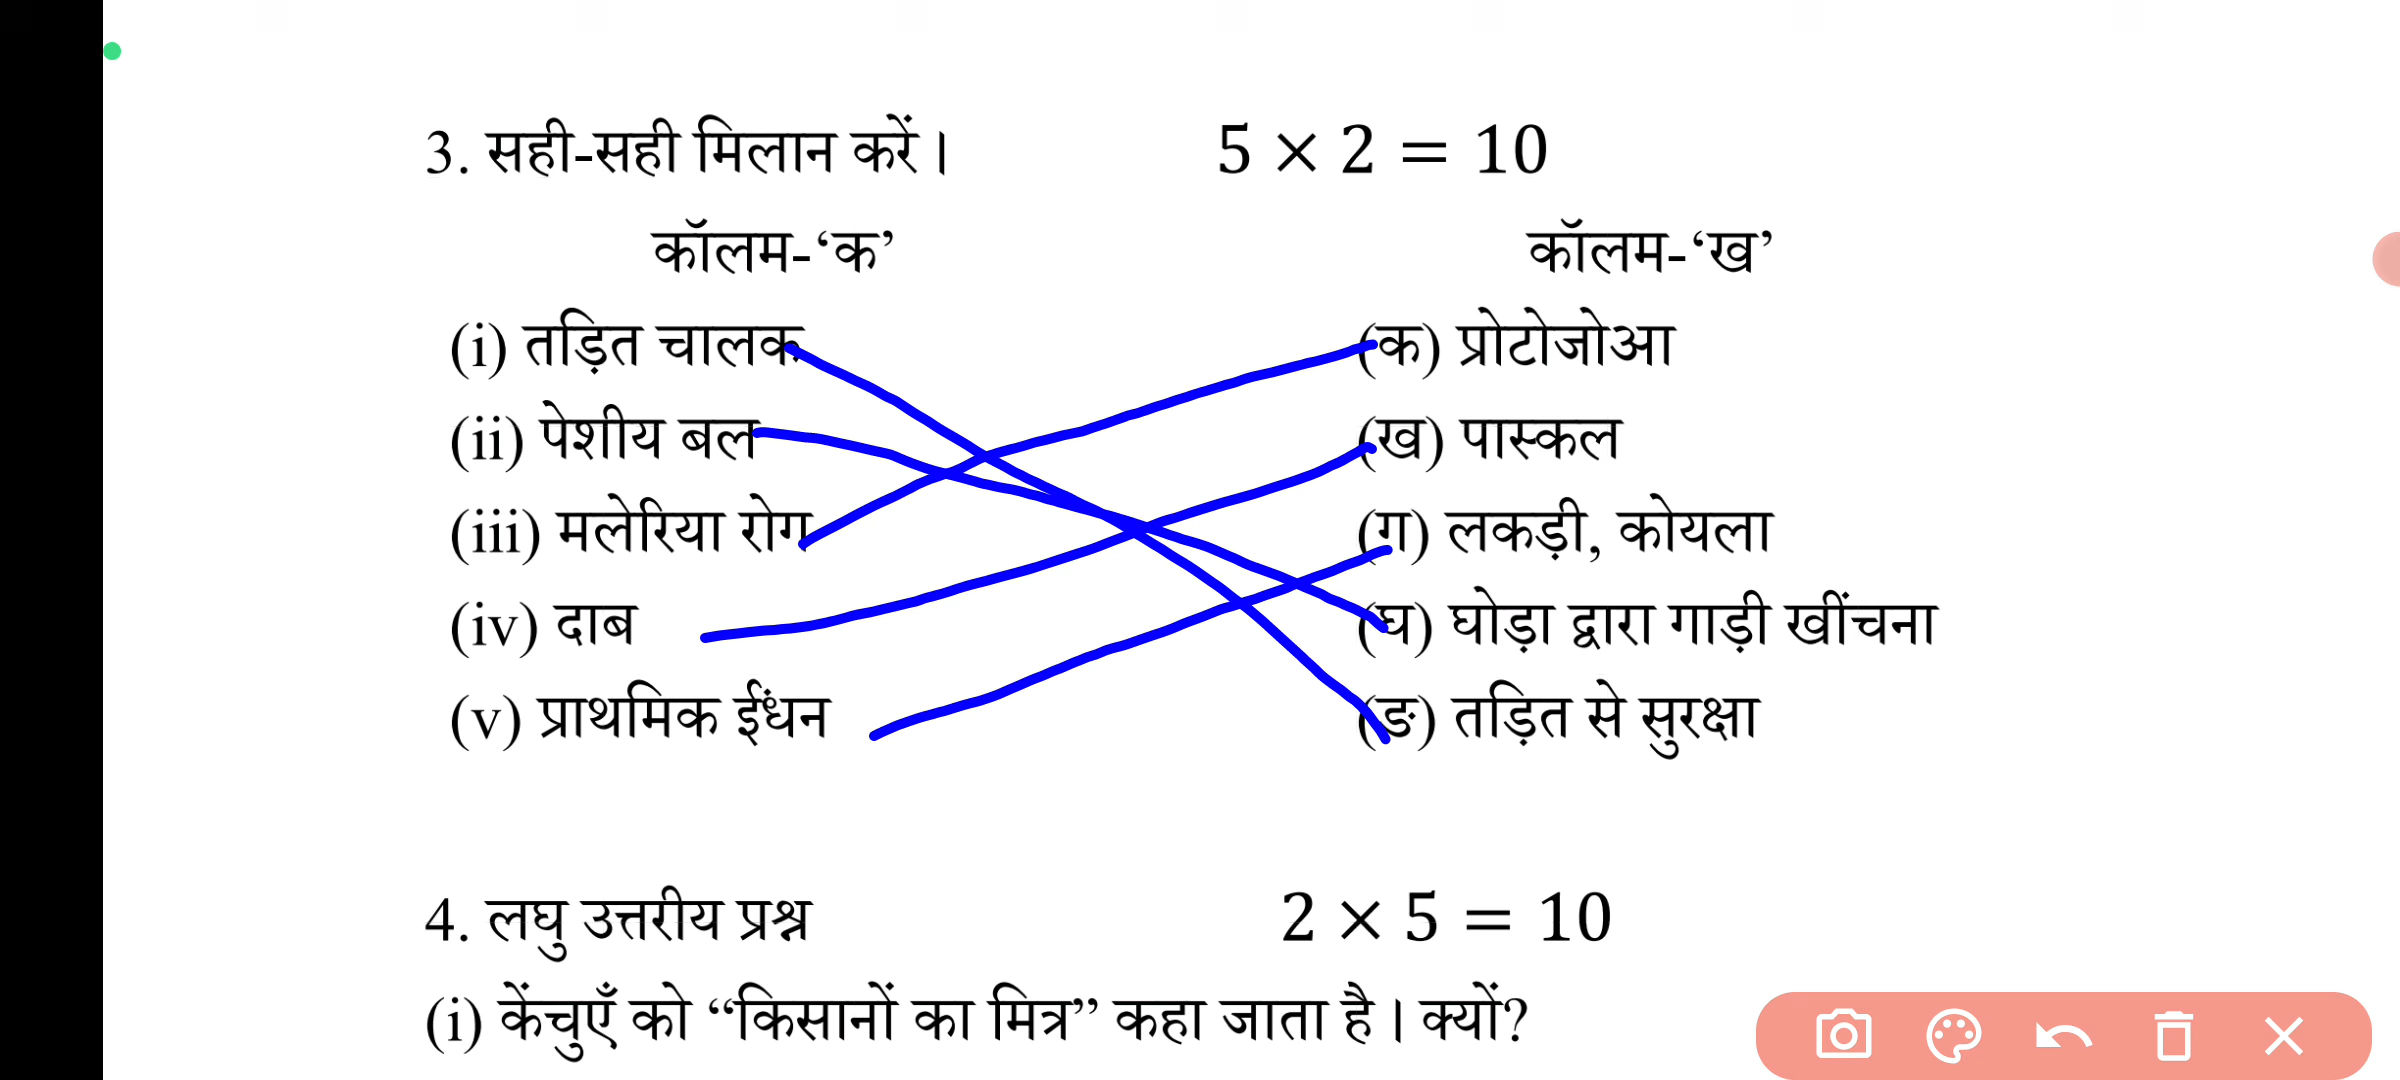 3. सही-सही मिलान करें। 5 × 2 = 10
कॉलम-‘क’ कॉलम-‘ख’
(i) तड़ित चालक (क) प्रोटोजोआ
(ii) पेशीय बल (ख) पास्कल
(iii) मलेरिया रोग (ग) लकड़ी, कोयला
(iv) दाब (घ) घोड़ा द्वारा गाड़ी खींचना
(v) प्राथमिक ईंधन (ङ) तड़ित से सुरक्षा
4. लघु उत्तरीय प्रश्न 2 × 5 = 10
(i) केंचुएँ को “किसानों का मित्र” कहा जाता है। क्यों?